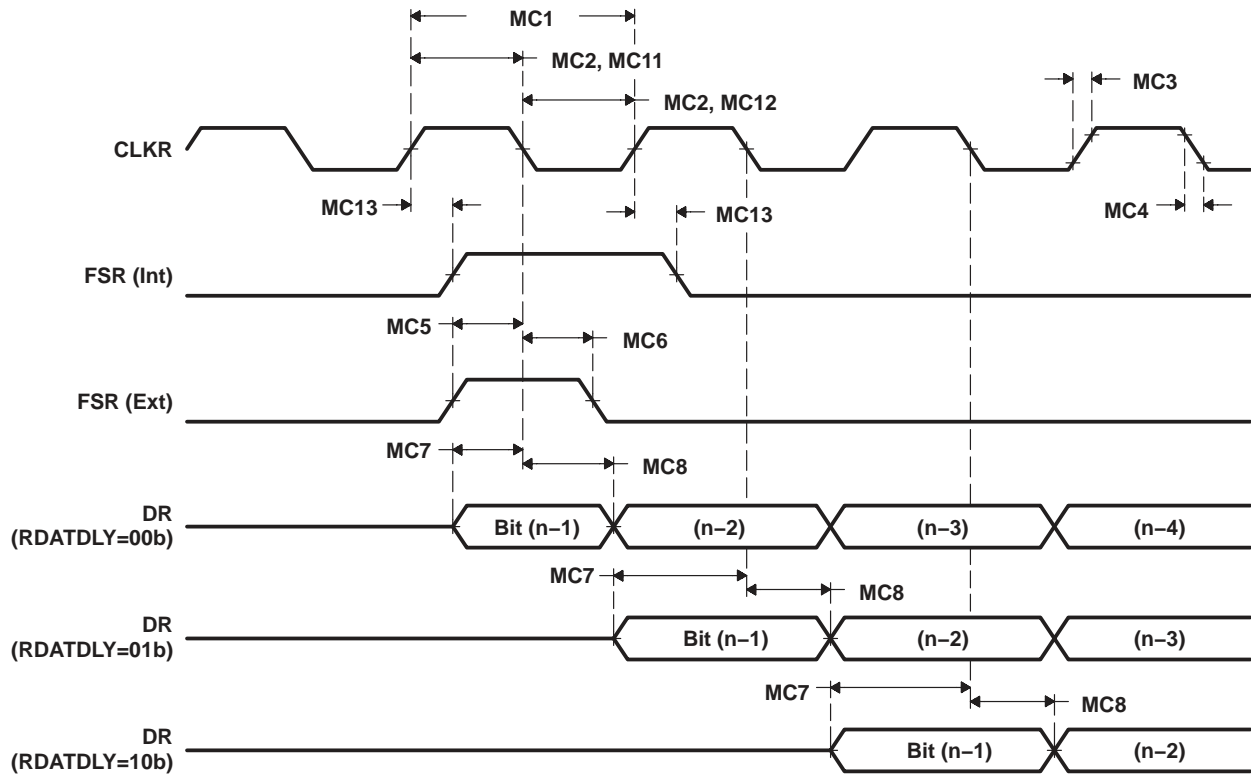 MC1
MC2, MC11
MC3
MC2, MC12
CLKR
MC13
MC13
MC4
FSR (Int)
MC5
MC6
FSR (Ext)
MC7
MC8
DR
(RDATDLY=00b)
Bit (n–1)
(n–2)
(n–3)
(n–4)
MC7
MC8
DR
(RDATDLY=01b)
Bit (n–1)
(n–2)
(n–3)
MC7
MC8
DR
(RDATDLY=10b)
Bit (n–1)
(n–2)